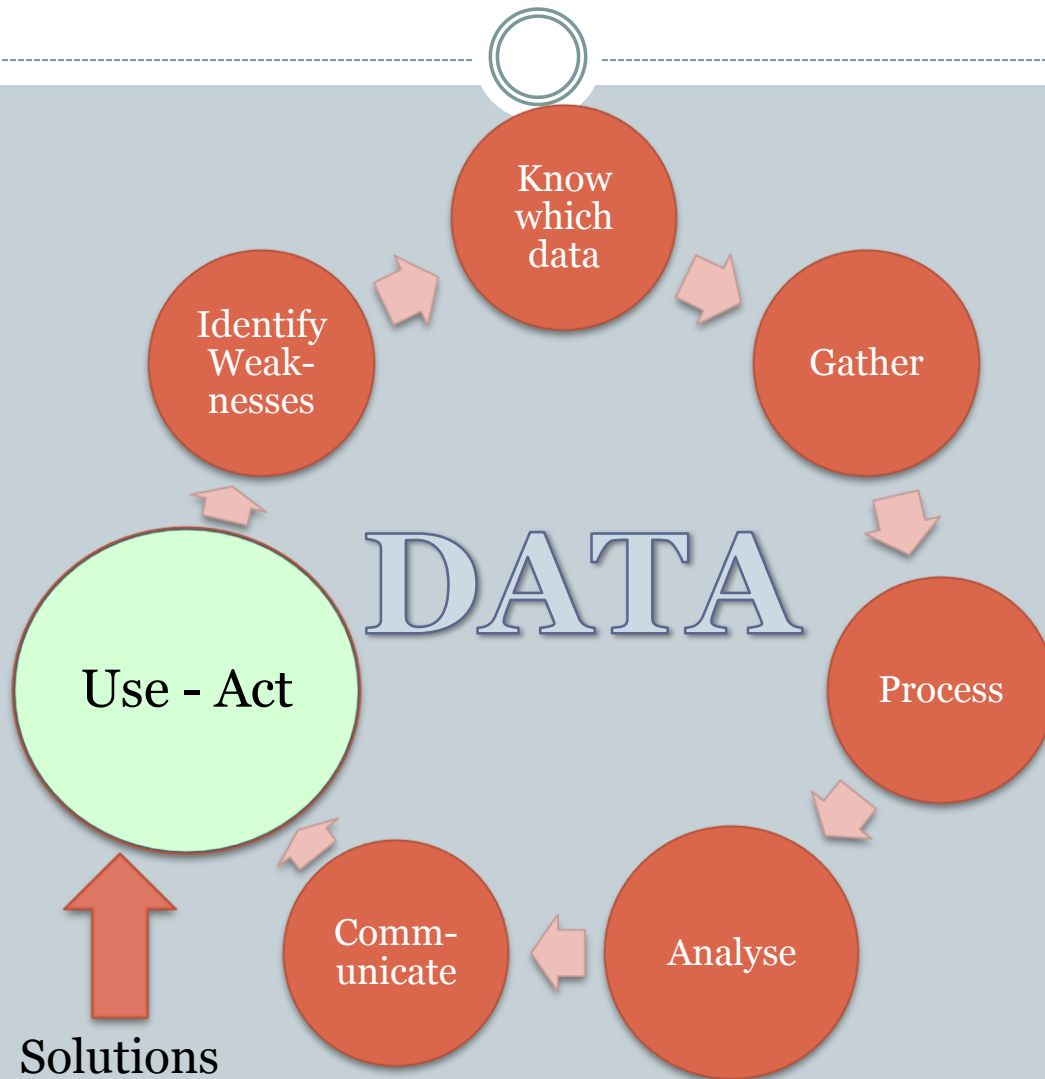 Know
which
data
Gather
Process
Analyse
Comm-
unicate
Use - Act
Identify
Weak-
nesses
DATA
Solutions